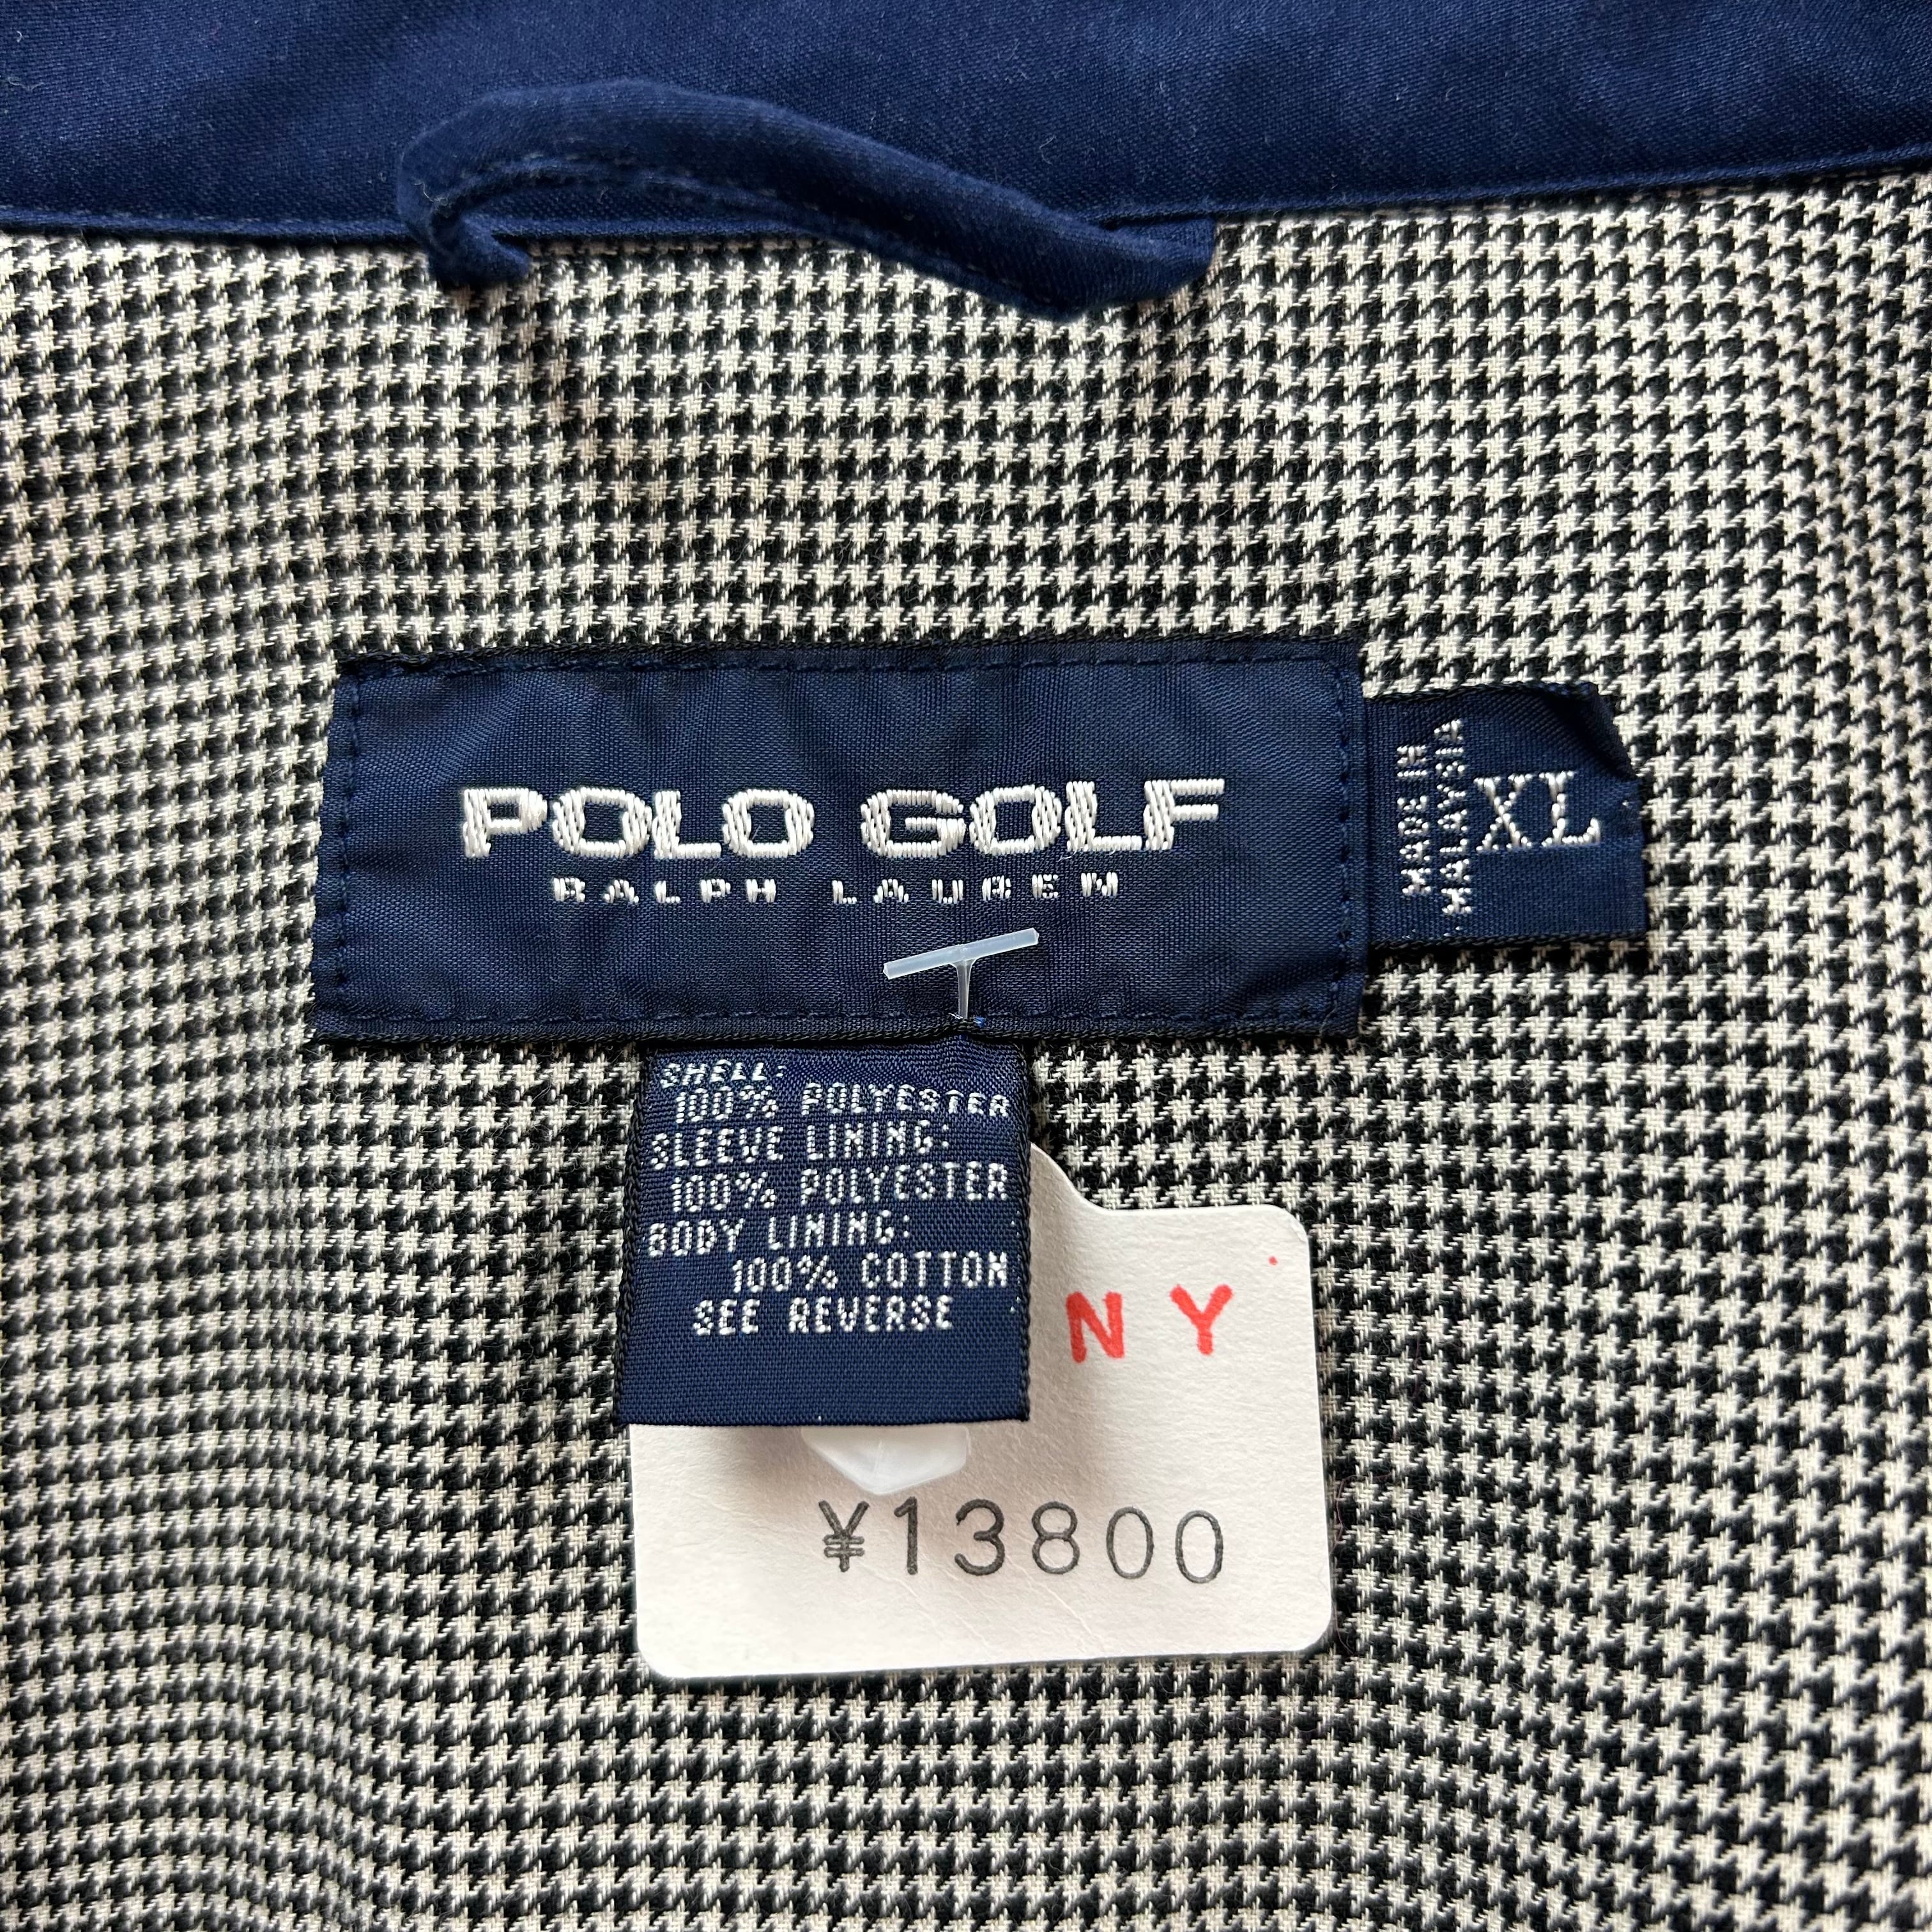 POLO GOLF
RALPH LAUREN
MADE IN
MALAYSIA
XL
SHELL:
100% POLYESTER
SLEEVE LINING:
100% POLYESTER
BODY LINING:
100% COTTON
SEE REVERSE
NY
¥13800